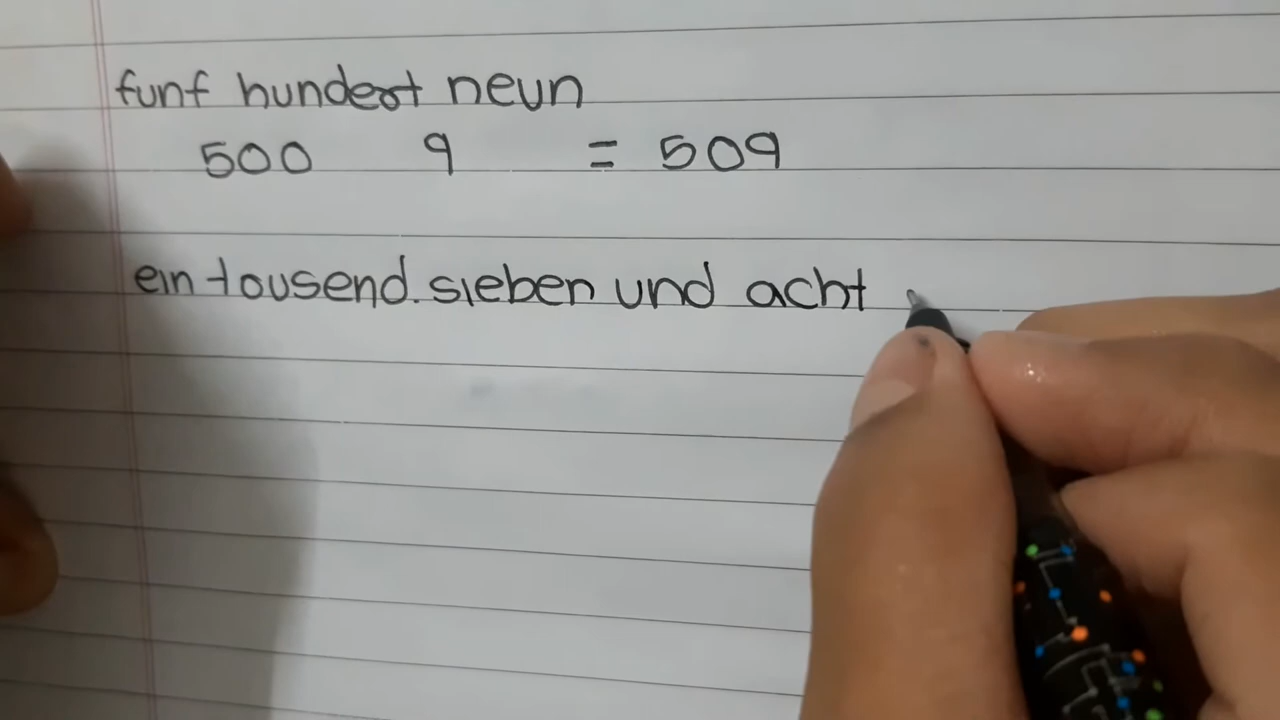 funf hundert neun
500 9 = 509
ein tousend. sieben und acht